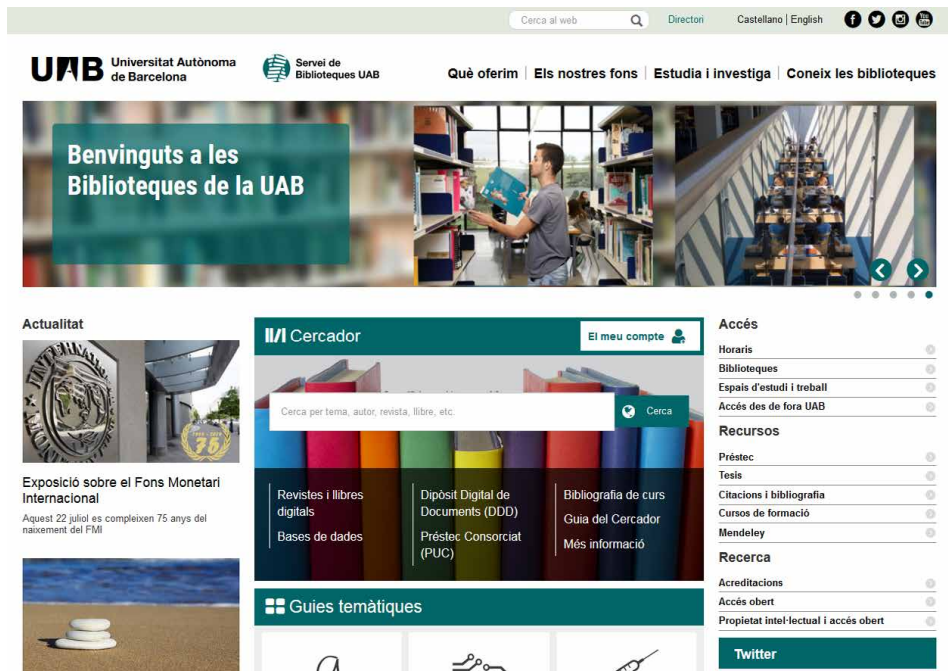 Cerca al web
Directori
Castellano | English
UAB
Universitat Autònoma
de Barcelona
Servei de
Biblioteques UAB
Què oferim | Els nostres fons | Estudia i investiga | Coneix les biblioteques
Benvinguts a les
Biblioteques de la UAB
Actualitat
75
Exposició sobre el Fons Monetari
Internacional
Aquest 22 juliol es compleixen 75 anys del
naixement del FMI
Cercador
El meu compte
Cerca per tema, autor, revista, llibre, etc.
Cerca
Revistes i llibres
digitals
Bases de dades
Dipòsit Digital de
Documents (DDD)
Préstec Consorciat
(PUC)
Bibliografia de curs
Guia del Cercador
Més informació
Guies temàtiques
Accés
Horaris
Biblioteques
Espais d'estudi i treball
Accés des de fora UAB
Recursos
Préstec
Tesis
Citacions i bibliografia
Cursos de formació
Mendeley
Recerca
Acreditacions
Accés obert
Propietat intel·lectual i accés obert
Twitter